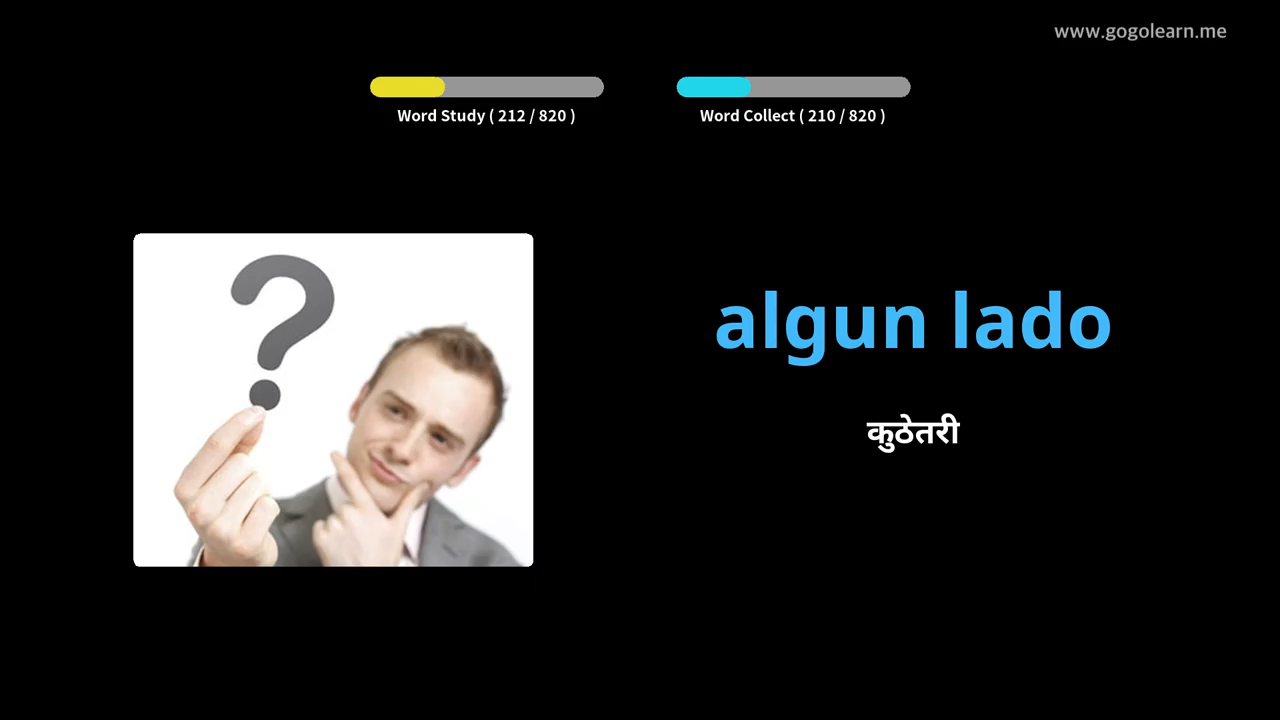 www.gogolearn.me
Word Study ( 212 / 820 )
Word Collect ( 210 / 820 )
algun lado
कुठेतरी